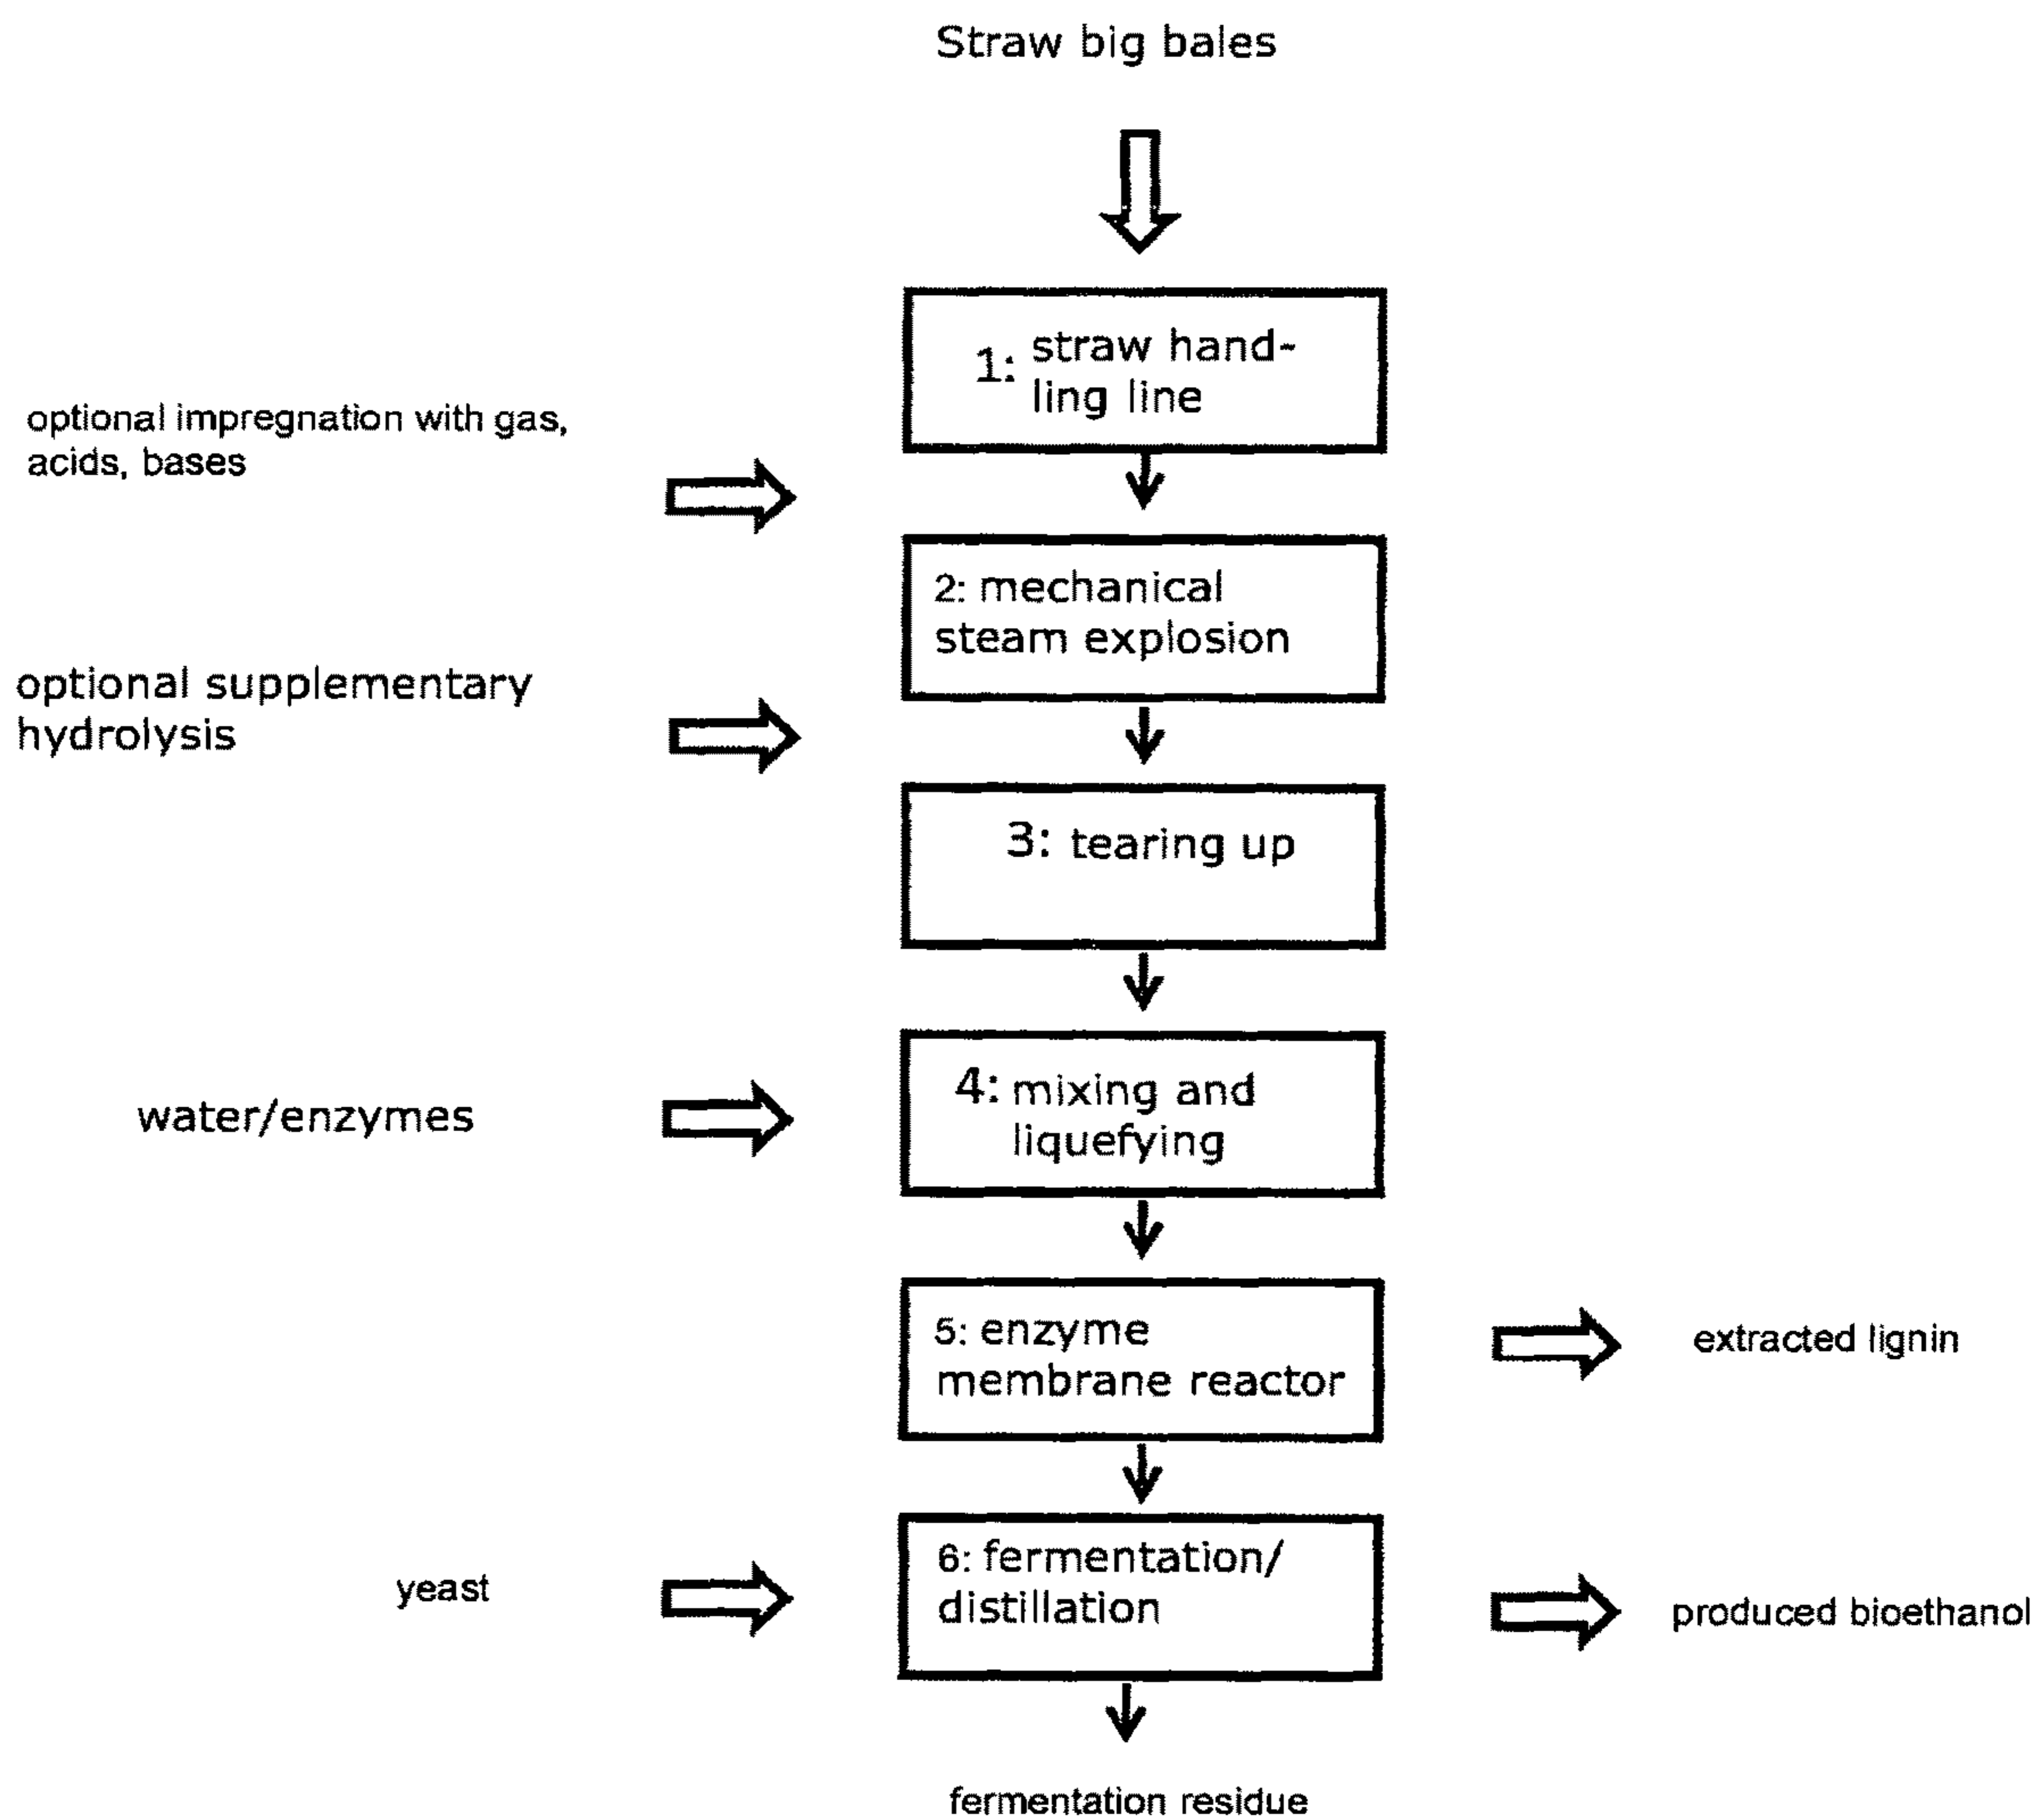 Straw big bales
1: straw hand-
ling line
optional impregnation with gas,
acids, bases
2: mechanical
steam explosion
optional supplementary
hydrolysis
3: tearing up
4: mixing and
liquefying
water/enzymes
5: enzyme
membrane reactor
extracted lignin
6: fermentation/
distillation
yeast
produced bioethanol
fermentation residue